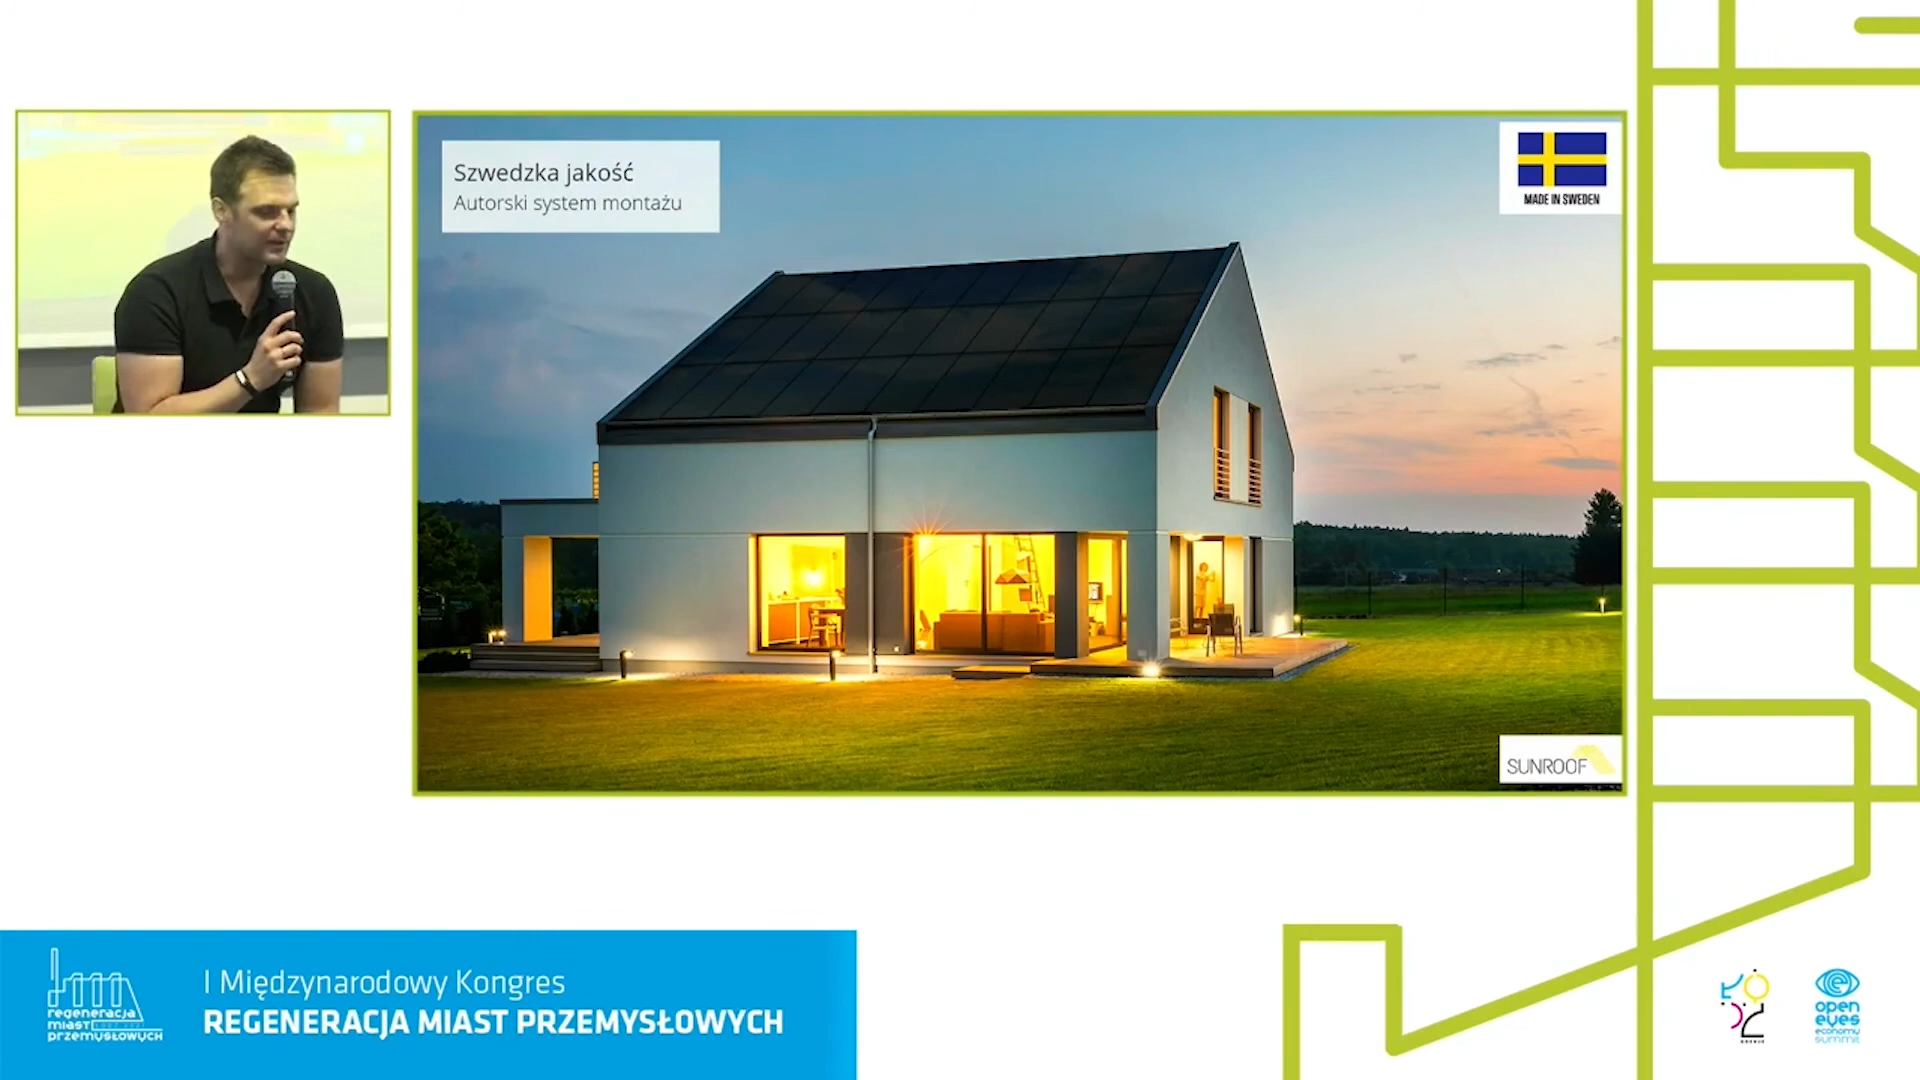 Szwedzka jakość
Autorski system montażu
MADE IN SWEDEN
SUNROOF
I Międzynarodowy Kongres
REGENERACJA MIAST PRZEMYSŁOWYCH
regeneracja
miast
przemysłowych
open
eyes
economy
summit